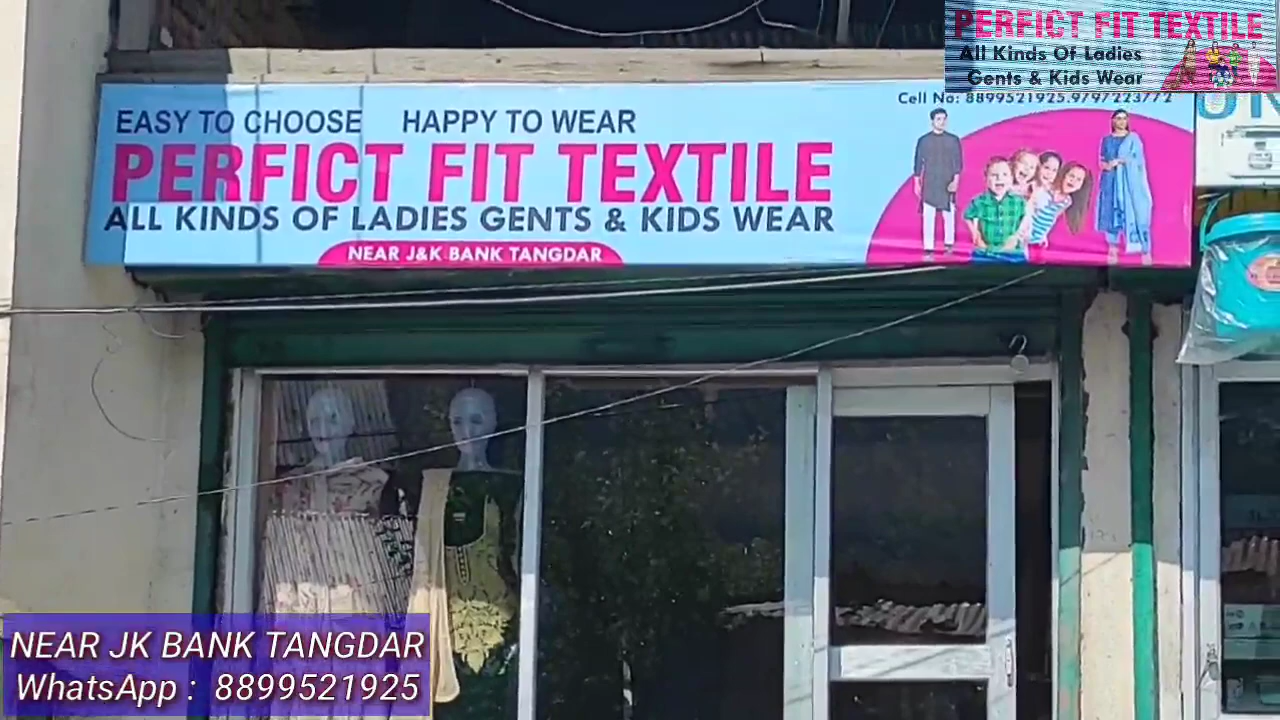 PERFICT FIT TEXTILE
All Kinds Of Ladies
Gents & Kids Wear
Cell No: 8899521925.9797223772
EASY TO CHOOSE HAPPY TO WEAR
PERFICT FIT TEXTILE
ALL KINDS OF LADIES GENTS & KIDS WEAR
NEAR J&K BANK TANGDAR
NEAR JK BANK TANGDAR
WhatsApp : 8899521925